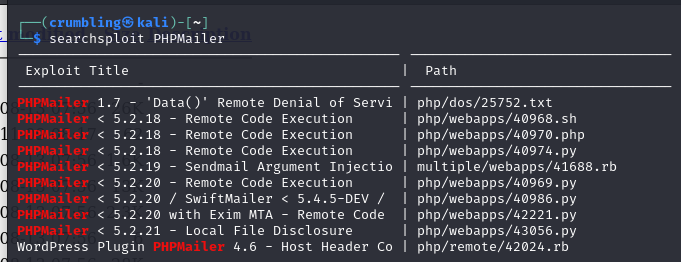 (crumbling㉿kali)-[~]
$ searchsploit PHPMailer
Exploit Title | Path
PHPMailer 1.7 - 'Data()' Remote Denial of Servi | php/dos/25752.txt
PHPMailer < 5.2.18 - Remote Code Execution | php/webapps/40968.sh
PHPMailer < 5.2.18 - Remote Code Execution | php/webapps/40970.php
PHPMailer < 5.2.18 - Remote Code Execution | php/webapps/40974.py
PHPMailer < 5.2.19 - Sendmail Argument Injectio | multiple/webapps/41688.rb
PHPMailer < 5.2.20 - Remote Code Execution | php/webapps/40969.py
PHPMailer < 5.2.20 / SwiftMailer < 5.4.5-DEV / | php/webapps/40986.py
PHPMailer < 5.2.20 with Exim MTA - Remote Code | php/webapps/42221.py
PHPMailer < 5.2.21 - Local File Disclosure | php/webapps/43056.py
WordPress Plugin PHPMailer 4.6 - Host Header Co | php/remote/42024.rb